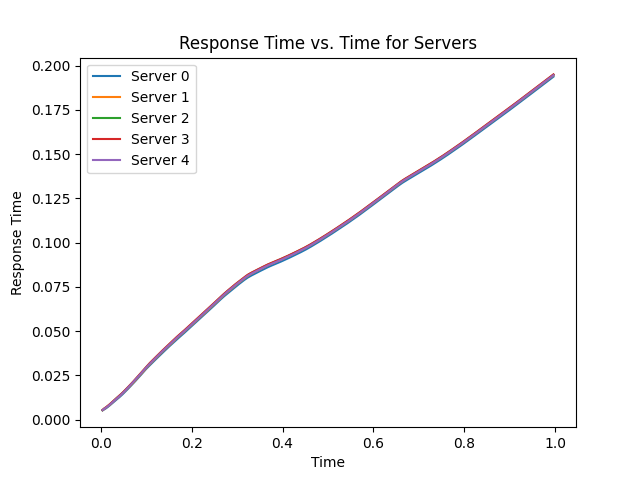 Response Time vs. Time for Servers
0.200
0.175
0.150
0.125
0.100
0.075
0.050
0.025
0.000
Response Time
Server 0
Server 1
Server 2
Server 3
Server 4
0.0 0.2 0.4 0.6 0.8 1.0
Time